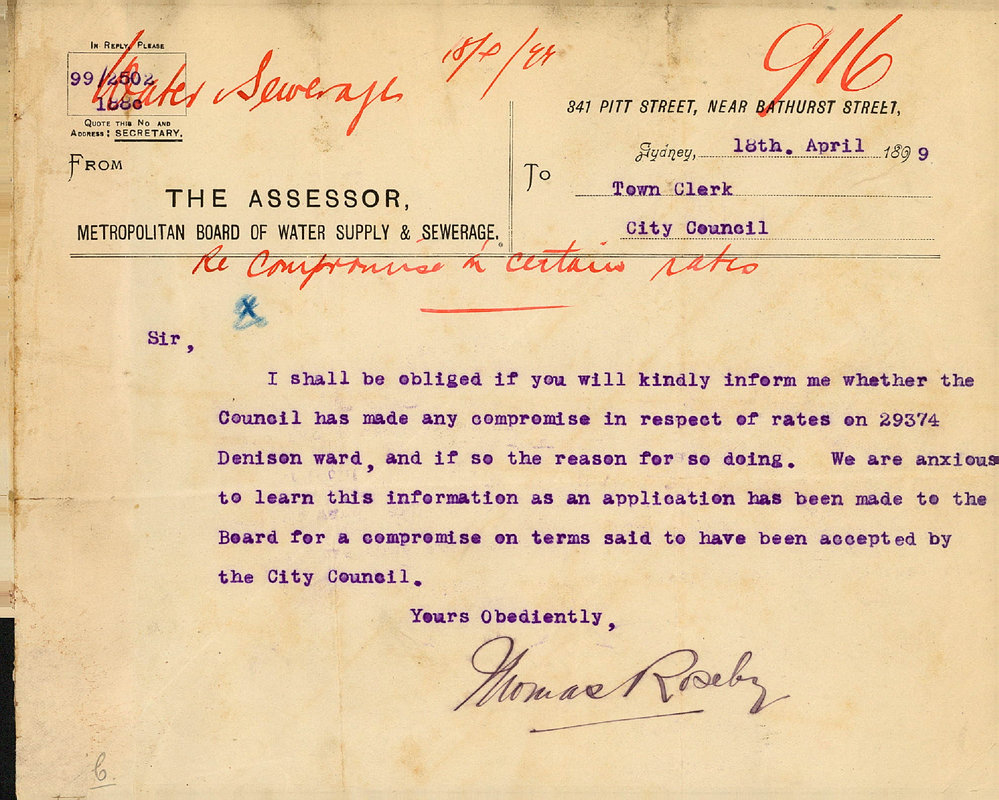 IN REPLY, PLEASE
99/2502
1886
QUOTE THIS NO AND
ADDRESS: SECRETARY.
Water & Sewerage
18/4/99
916
341 PITT STREET, NEAR BATHURST STREET,
Sydney, 18th. April 1899
FROM
THE ASSESSOR,
METROPOLITAN BOARD OF WATER SUPPLY & SEWERAGE.
TO
Town Clerk
City Council
Re Compromise in certain rates
x
Sir,
I shall be obliged if you will kindly inform me whether the
Council has made any compromise in respect of rates on 29374
Denison ward, and if so the reason for so doing. We are anxious
to learn this information as an application has been made to the
Board for a compromise on terms said to have been accepted by
the City Council.
Yours Obediently,
Thomas Roseby
6.